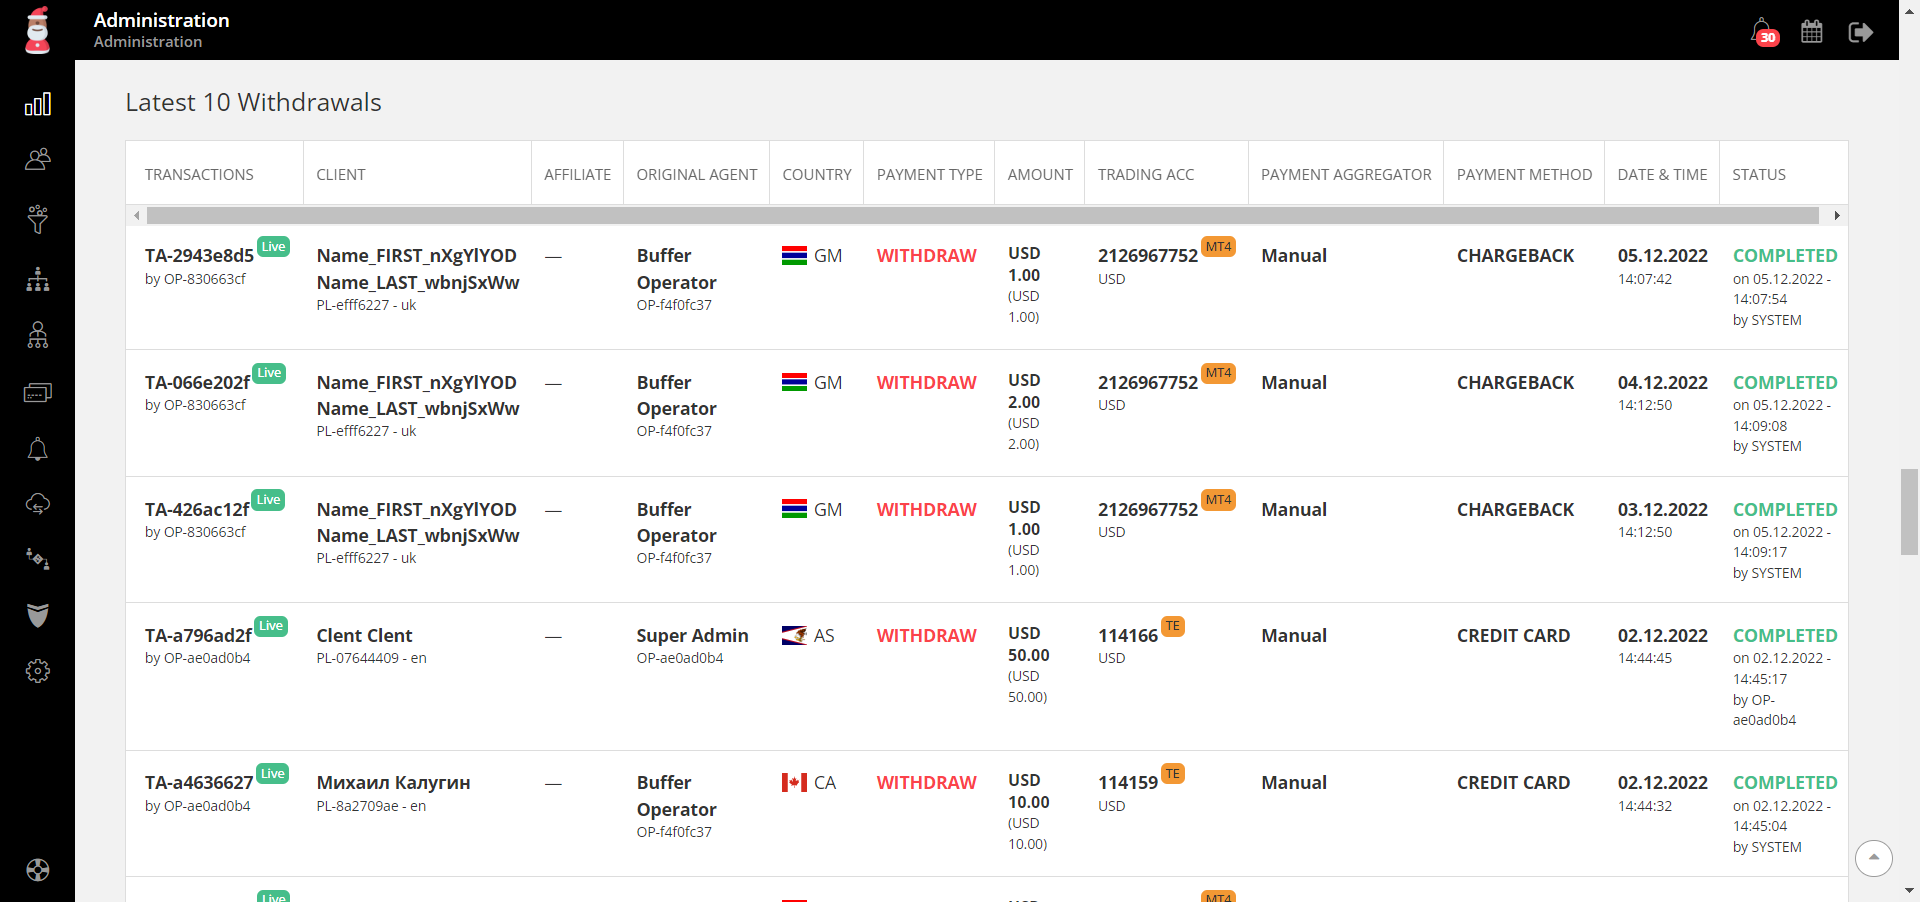 Administration
Administration
30
Latest 10 Withdrawals
TRANSACTIONS CLIENT AFFILIATE ORIGINAL AGENT COUNTRY PAYMENT TYPE AMOUNT TRADING ACC PAYMENT AGGREGATOR PAYMENT METHOD DATE & TIME STATUS
TA-2943e8d5 Live
by OP-830663cf
Name_FIRST_nXgYlYOD
Name_LAST_wbnjSxWw
PL-efff6227 - uk
—
Buffer
Operator
OP-f4f0fc37
GM
WITHDRAW
USD
1.00
(USD
1.00)
2126967752 MT4
USD
Manual
CHARGEBACK
05.12.2022
14:07:42
COMPLETED
on 05.12.2022 -
14:07:54
by SYSTEM
TA-066e202f Live
by OP-830663cf
Name_FIRST_nXgYlYOD
Name_LAST_wbnjSxWw
PL-efff6227 - uk
—
Buffer
Operator
OP-f4f0fc37
GM
WITHDRAW
USD
2.00
(USD
2.00)
2126967752 MT4
USD
Manual
CHARGEBACK
04.12.2022
14:12:50
COMPLETED
on 05.12.2022 -
14:09:08
by SYSTEM
TA-426ac12f Live
by OP-830663cf
Name_FIRST_nXgYlYOD
Name_LAST_wbnjSxWw
PL-efff6227 - uk
—
Buffer
Operator
OP-f4f0fc37
GM
WITHDRAW
USD
1.00
(USD
1.00)
2126967752 MT4
USD
Manual
CHARGEBACK
03.12.2022
14:12:50
COMPLETED
on 05.12.2022 -
14:09:17
by SYSTEM
TA-a796ad2f Live
by OP-ae0ad0b4
Clent Clent
PL-07644409 - en
—
Super Admin
OP-ae0ad0b4
AS
WITHDRAW
USD
50.00
(USD
50.00)
114166 TE
USD
Manual
CREDIT CARD
02.12.2022
14:44:45
COMPLETED
on 02.12.2022 -
14:45:17
by OP-
ae0ad0b4
TA-a4636627 Live
by OP-ae0ad0b4
Михаил Калугин
PL-8a2709ae - en
—
Buffer
Operator
OP-f4f0fc37
CA
WITHDRAW
USD
10.00
(USD
10.00)
114159 TE
USD
Manual
CREDIT CARD
02.12.2022
14:44:32
COMPLETED
on 02.12.2022 -
14:45:04
by SYSTEM
Live
USD
MT4